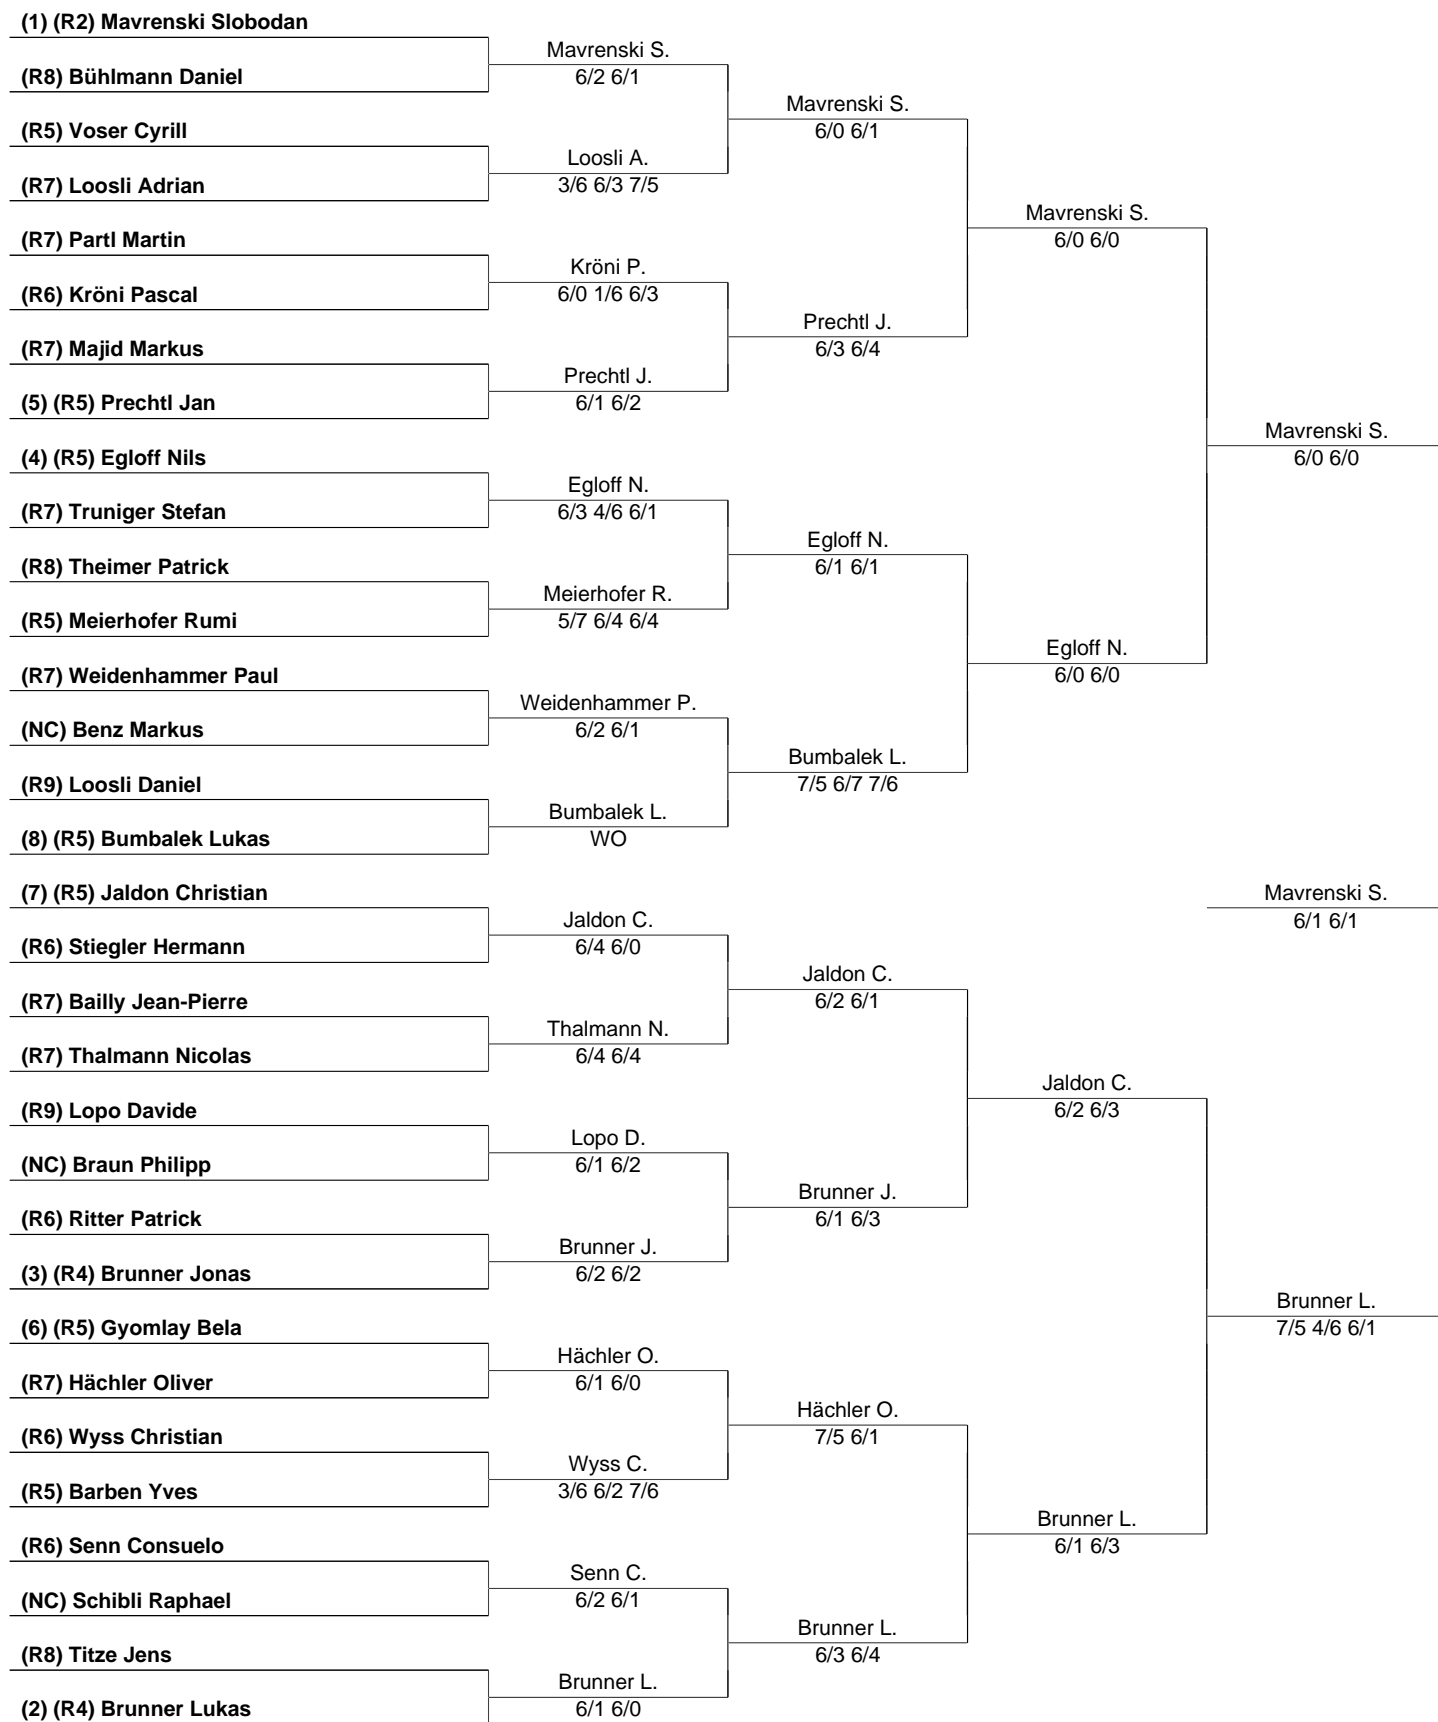 (1) (R2) Mavrenski Slobodan
(R8) Bühlmann Daniel
(R5) Voser Cyrill
(R7) Loosli Adrian
(R7) Partl Martin
(R6) Kröni Pascal
(R7) Majid Markus
(5) (R5) Prechtl Jan
(4) (R5) Egloff Nils
(R7) Truniger Stefan
(R8) Theimer Patrick
(R5) Meierhofer Rumi
(R7) Weidenhammer Paul
(NC) Benz Markus
(R9) Loosli Daniel
(8) (R5) Bumbalek Lukas
(7) (R5) Jaldon Christian
(R6) Stiegler Hermann
(R7) Bailly Jean-Pierre
(R7) Thalmann Nicolas
(R9) Lopo Davide
(NC) Braun Philipp
(R6) Ritter Patrick
(3) (R4) Brunner Jonas
(6) (R5) Gyomlay Bela
(R7) Hächler Oliver
(R6) Wyss Christian
(R5) Barben Yves
(R6) Senn Consuelo
(NC) Schibli Raphael
(R8) Titze Jens
(2) (R4) Brunner Lukas
Mavrenski S.
6/2 6/1
Loosli A.
3/6 6/3 7/5
Kröni P.
6/0 1/6 6/3
Prechtl J.
6/1 6/2
Egloff N.
6/3 4/6 6/1
Meierhofer R.
5/7 6/4 6/4
Weidenhammer P.
6/2 6/1
Bumbalek L.
WO
Jaldon C.
6/4 6/0
Thalmann N.
6/4 6/4
Lopo D.
6/1 6/2
Brunner J.
6/2 6/2
Hächler O.
6/1 6/0
Wyss C.
3/6 6/2 7/6
Senn C.
6/2 6/1
Brunner L.
6/1 6/0
Mavrenski S.
6/0 6/1
Prechtl J.
6/3 6/4
Egloff N.
6/1 6/1
Bumbalek L.
7/5 6/7 7/6
Jaldon C.
6/2 6/1
Brunner J.
6/1 6/3
Hächler O.
7/5 6/1
Brunner L.
6/3 6/4
Mavrenski S.
6/0 6/0
Egloff N.
6/0 6/0
Jaldon C.
6/2 6/3
Brunner L.
6/1 6/3
Mavrenski S.
6/0 6/0
Mavrenski S.
6/1 6/1
Brunner L.
7/5 4/6 6/1